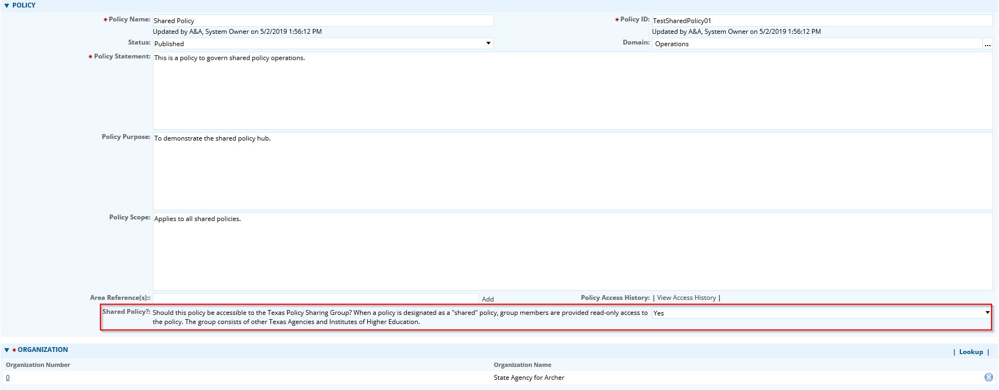 POLICY
* Policy Name: Shared Policy
Updated by A&A, System Owner on 5/2/2019 1:56:12 PM
* Policy ID: TestSharedPolicy01
Updated by A&A, System Owner on 5/2/2019 1:56:12 PM
Status: Published
Domain: Operations ...
* Policy Statement: This is a policy to govern shared policy operations.
Policy Purpose: To demonstrate the shared policy hub.
Policy Scope: Applies to all shared policies.
Area Reference(s):: Add
Policy Access History: | View Access History |
Shared Policy?: Should this policy be accessible to the Texas Policy Sharing Group? When a policy is designated as a "shared" policy, group members are provided read-only access to
the policy. The group consists of other Texas Agencies and Institutes of Higher Education.
Yes
* ORGANIZATION
| Lookup |
Organization Number Organization Name
0 State Agency for Archer